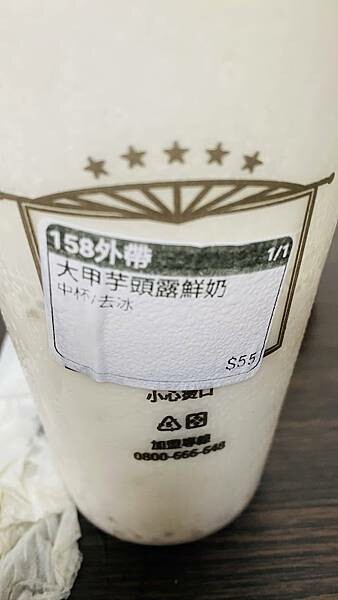 158外帶 1/1
大甲芋頭露鮮奶
中杯/去冰
$55
小心燙口
加盟專線
0800-666-648